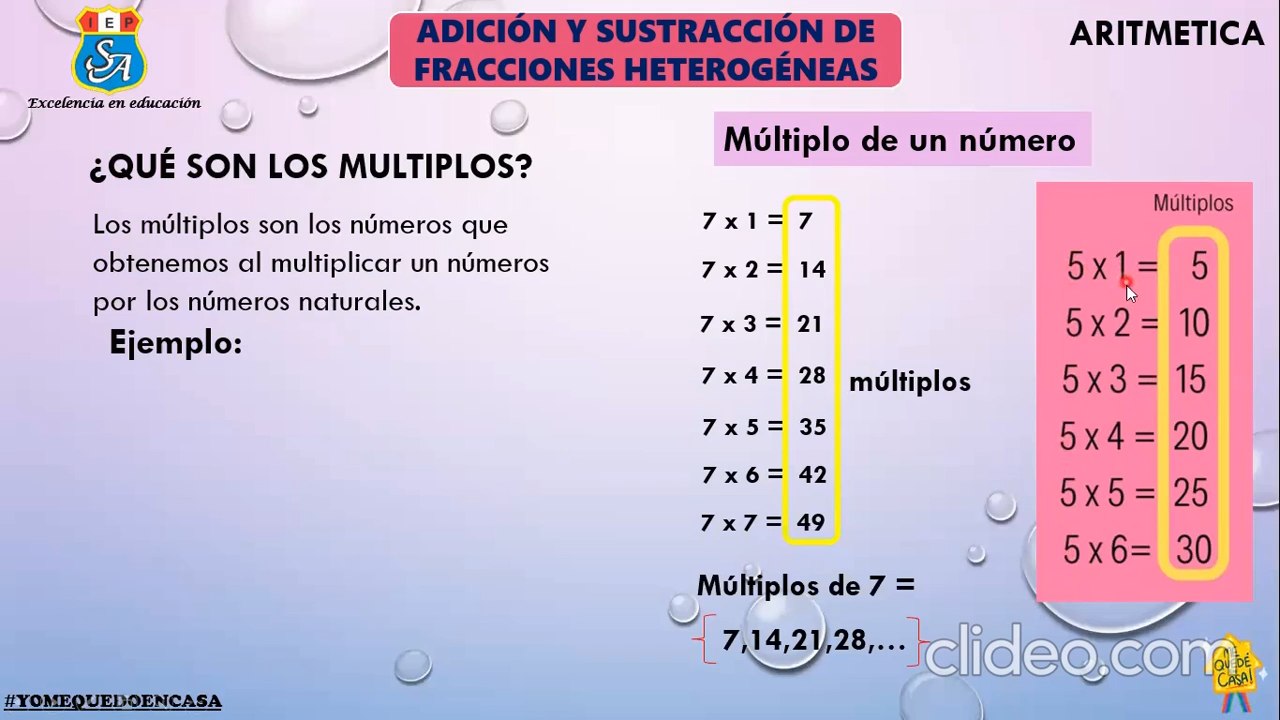 I E P
SA
Excelencia en educación
ADICIÓN Y SUSTRACCIÓN DE
FRACCIONES HETEROGÉNEAS
ARITMETICA
¿QUÉ SON LOS MULTIPLOS?
Los múltiplos son los números que
obtenemos al multiplicar un números
por los números naturales.
Ejemplo:
Múltiplo de un número
7 x 1 = 7
7 x 2 = 14
7 x 3 = 21
7 x 4 = 28
7 x 5 = 35
7 x 6 = 42
7 x 7 = 49
múltiplos
Múltiplos de 7 =
7,14,21,28,...
Múltiplos
5 x 1 = 5
5 x 2 = 10
5 x 3 = 15
5 x 4 = 20
5 x 5 = 25
5 x 6= 30
clideo.com
QUÉDÉ
CASA!
#YOMEQUEDOENCASA